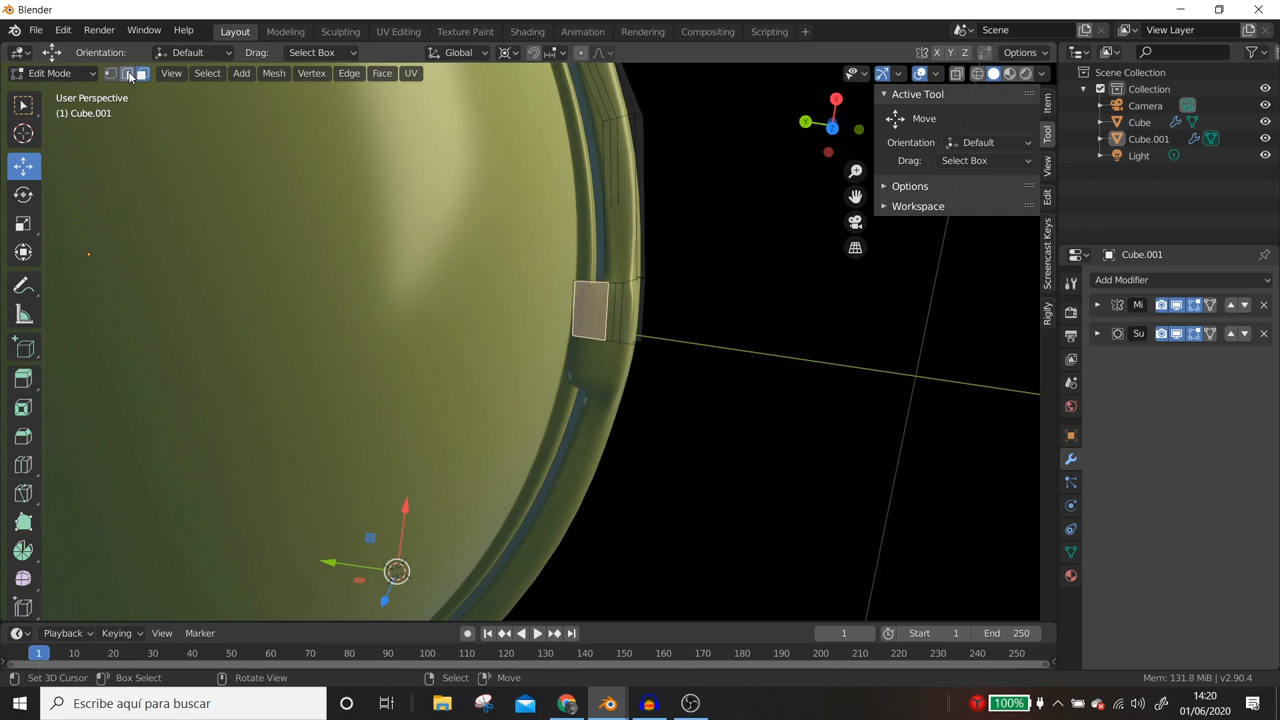 Blender
File Edit Render Window Help Layout Modeling Sculpting UV Editing Texture Paint Shading Animation Rendering Compositing Scripting + Scene View Layer
Orientation: Default Drag: Select Box Global X Y Z Options
Edit Mode View Select Add Mesh Vertex Edge Face UV
User Perspective
(1) Cube.001
Active Tool
Move
Orientation Default
Drag: Select Box
Options
Workspace
Item
Tool
View
Edit
Screencast Keys
Rigify
Scene Collection
Collection
Camera
Cube
Cube.001
Light
Cube.001
Add Modifier
Mi
Su
Playback Keying View Marker 1 Start 1 End 250
1 10 20 30 40 50 60 70 80 90 100 110 120 130 140 150 160 170 180 190 200 210 220 230 240 250
Set 3D Cursor Box Select Rotate View Select Move Mem: 131.8 MiB | v2.90.4
Escribe aquí para buscar 100% 14:20
01/06/2020